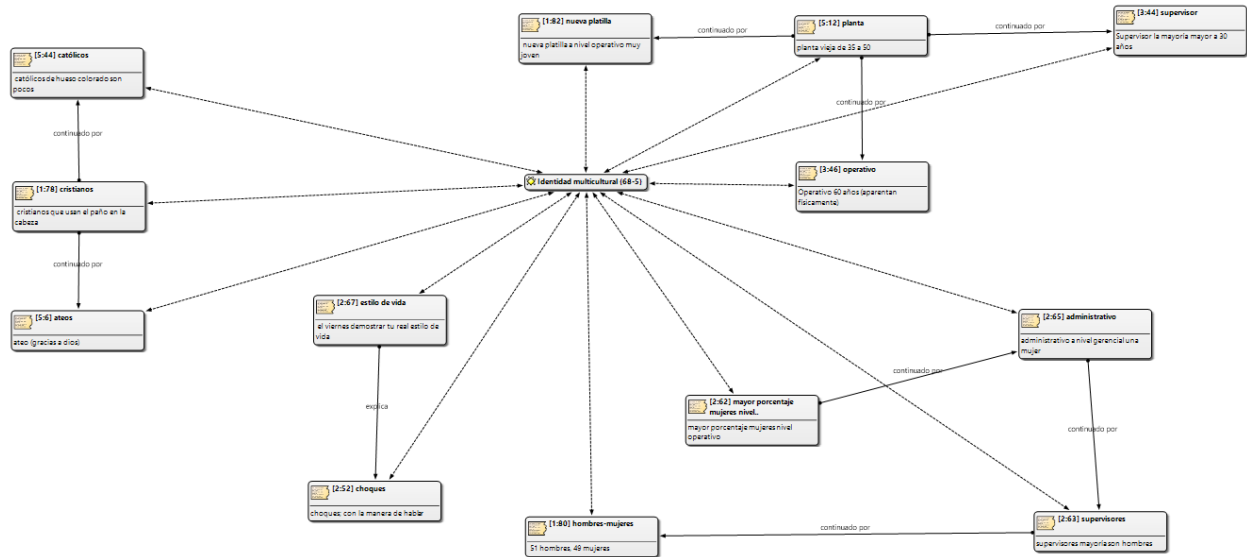 [1:82] nueva platilla
nueva platilla a nivel operativo muy
joven
continuado por
[5:12] planta
planta vieja de 35 a 50
continuado por
[3:44] supervisor
Supervisor la mayoría mayor a 30
años
[5:44] católicos
católicos de hueso colorado son
pocos
continuado por
continuado por
[3:46] operativo
Operativo 60 años (aparentan
físicamente)
Identidad multicultural (68-5)
[1:78] cristianos
cristianos que usan el paño en la
cabeza
continuado por
[5:6] ateos
ateo (gracias a dios)
[2:67] estilo de vida
el viernes demostrar tu real estilo de
vida
explica
[2:52] choques
choques; con la manera de hablar
[2:65] administrativo
administrativo a nivel gerencial una
mujer
continuado por
[2:62] mayor porcentaje
mujeres nivel..
mayor porcentaje mujeres nivel
operativo
continuado por
[1:80] hombres-mujeres
51 hombres, 49 mujeres
continuado por
[2:63] supervisores
supervisores mayoría son hombres